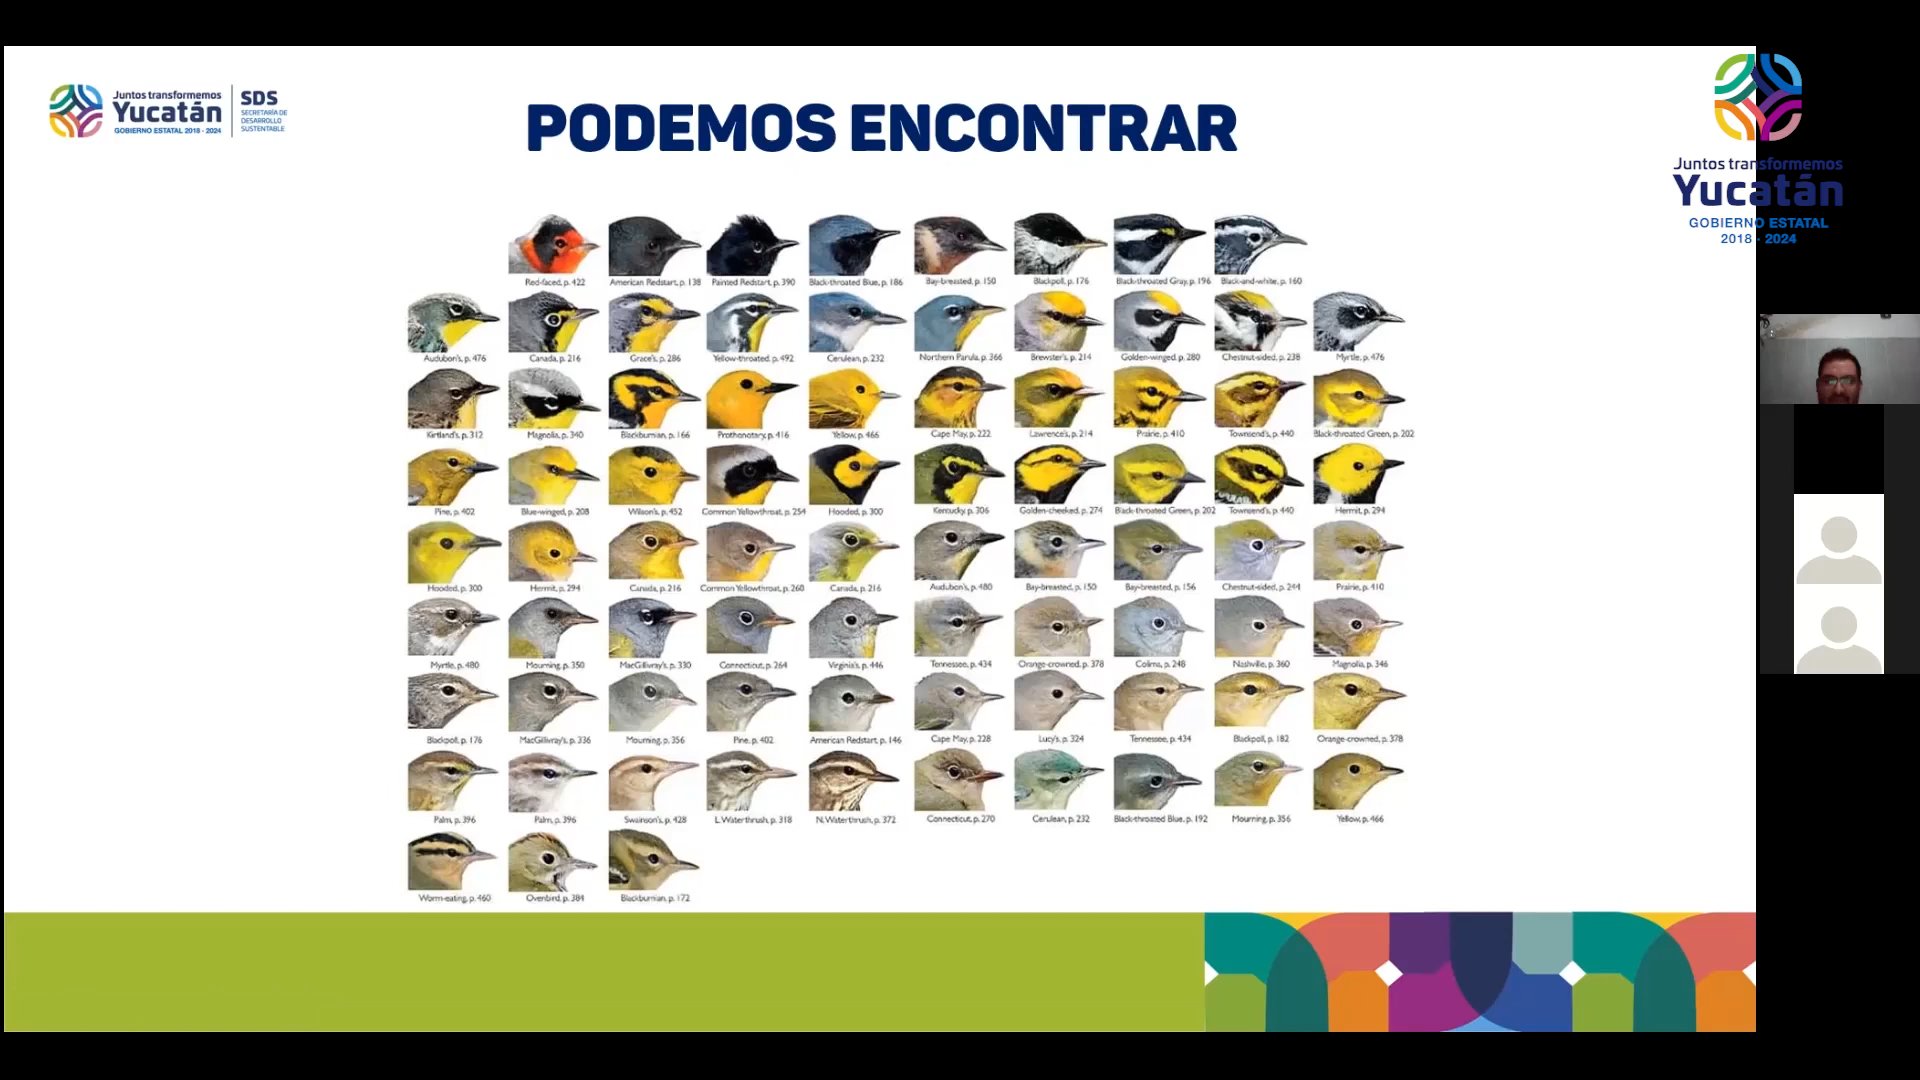 Juntos transformemos
Yucatán
GOBIERNO ESTATAL 2018 - 2024
SDS
SECRETARÍA DE
DESARROLLO
SUSTENTABLE
PODEMOS ENCONTRAR
Juntos transformemos
Yucatán
GOBIERNO ESTATAL
2018 - 2024
Red-faced, p. 422
American Redstart, p. 138
Painted Redstart, p. 390
Black-throated Blue, p. 186
Bay-breasted, p. 150
Blackpoll, p. 176
Black-throated Gray, p. 196
Black-and-white, p. 160
Audubon's, p. 476
Canada, p. 216
Grace's, p. 286
Yellow-throated, p. 492
Cerulean, p. 232
Northern Parula, p. 366
Brewster's, p. 214
Golden-winged, p. 280
Chestnut-sided, p. 238
Myrtle, p. 476
Kirtland's, p. 312
Magnolia, p. 340
Blackburnian, p. 166
Prothonotary, p. 416
Yellow, p. 466
Cape May, p. 222
Lawrence's, p. 214
Prairie, p. 410
Townsend's, p. 440
Black-throated Green, p. 202
Pine, p. 402
Blue-winged, p. 208
Wilson's, p. 452
Common Yellowthroat, p. 254
Hooded, p. 300
Kentucky, p. 306
Golden-cheeked, p. 274
Black-throated Green, p. 202
Townsend's, p. 440
Hermit, p. 294
Hooded, p. 300
Hermit, p. 294
Canada, p. 216
Common Yellowthroat, p. 260
Canada, p. 216
Audubon's, p. 480
Bay-breasted, p. 150
Bay-breasted, p. 156
Chestnut-sided, p. 244
Prairie, p. 410
Myrtle, p. 480
Mourning, p. 350
MacGillivray's, p. 330
Connecticut, p. 264
Virginia's, p. 446
Tennessee, p. 434
Orange-crowned, p. 378
Colima, p. 248
Nashville, p. 360
Magnolia, p. 346
Blackpoll, p. 176
MacGillivray's, p. 336
Mourning, p. 356
Pine, p. 402
American Redstart, p. 146
Cape May, p. 228
Lucy's, p. 324
Tennessee, p. 434
Blackpoll, p. 182
Orange-crowned, p. 378
Palm, p. 396
Palm, p. 396
Swainson's, p. 428
L. Waterthrush, p. 318
N. Waterthrush, p. 372
Connecticut, p. 270
Cerulean, p. 232
Black-throated Blue, p. 192
Mourning, p. 356
Yellow, p. 466
Worm-eating, p. 460
Ovenbird, p. 384
Blackburnian, p. 172